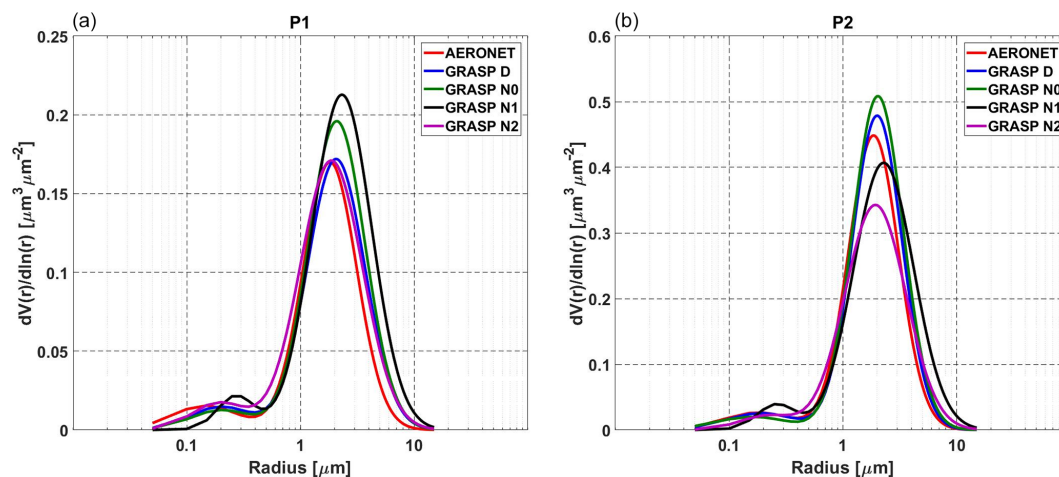 (a)
P1
0.25
0.2
0.15
0.1
0.05
0
dV(r)/dln(r) [μm³ μm⁻²]
0.1
1
10
Radius [μm]
AERONET
GRASP D
GRASP N0
GRASP N1
GRASP N2
(b)
P2
0.6
0.5
0.4
0.3
0.2
0.1
0
dV(r)/dln(r) [μm³ μm⁻²]
0.1
1
10
Radius [μm]
AERONET
GRASP D
GRASP N0
GRASP N1
GRASP N2